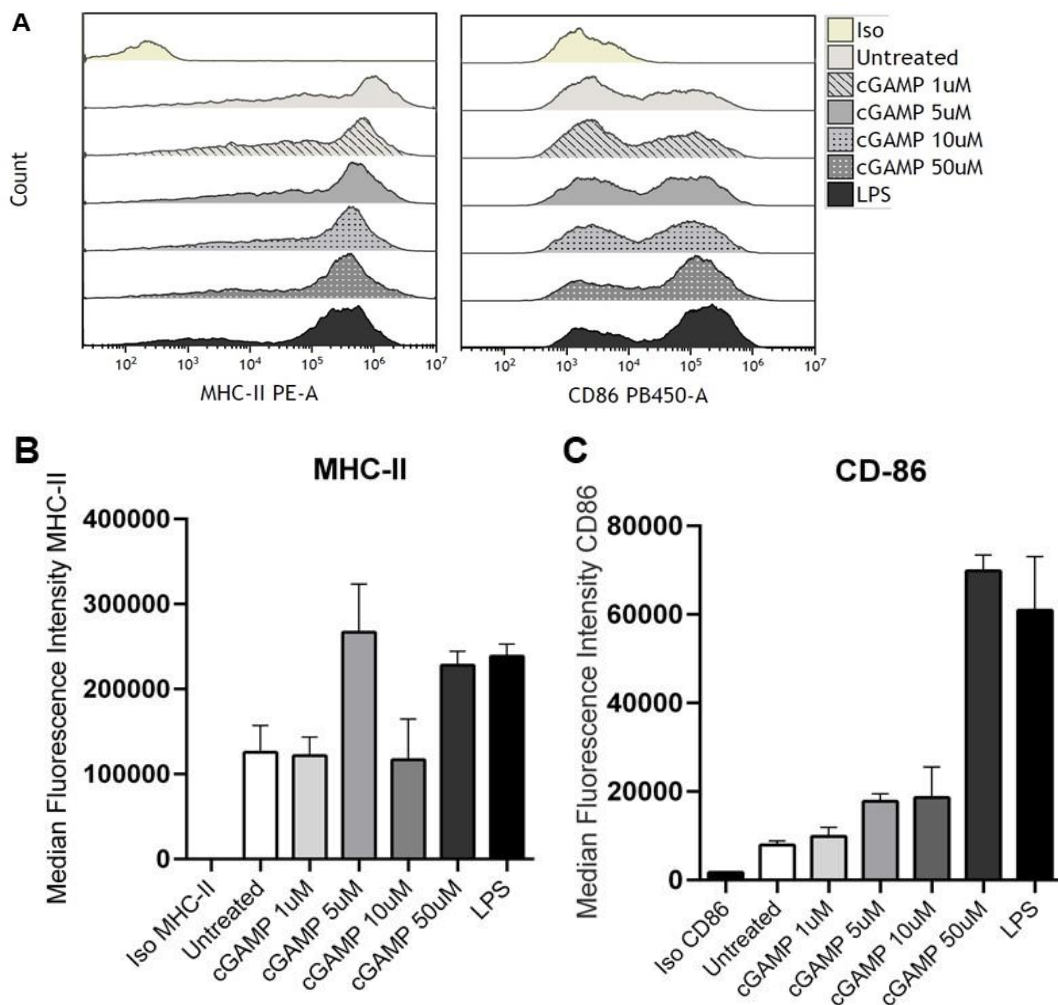 A
Iso
Untreated
cGAMP 1uM
cGAMP 5uM
cGAMP 10uM
cGAMP 50uM
LPS
Count
10² 10³ 10⁴ 10⁵ 10⁶ 10⁷
MHC-II PE-A
10² 10³ 10⁴ 10⁵ 10⁶ 10⁷
CD86 PB450-A
B
MHC-II
Median Fluorescence Intensity MHC-II
400000
300000
200000
100000
0
Iso MHC-II
Untreated
cGAMP 1uM
cGAMP 5uM
cGAMP 10uM
cGAMP 50uM
LPS
C
CD-86
Median Fluorescence Intensity CD86
80000
60000
40000
20000
0
Iso CD86
Untreated
cGAMP 1uM
cGAMP 5uM
cGAMP 10uM
cGAMP 50uM
LPS